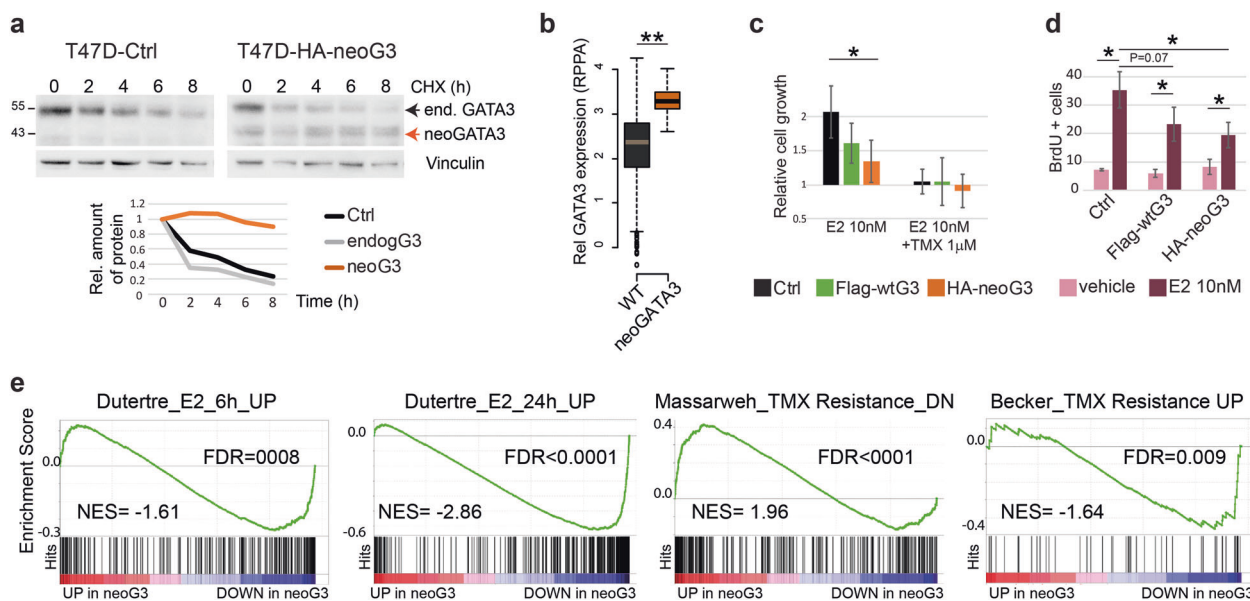 a
T47D-Ctrl
T47D-HA-neoG3
0 2 4 6 8
0 2 4 6 8 CHX (h)
55
end. GATA3
43
neoGATA3
Vinculin
Rel. amount
of protein
1.2
1
0.8
0.6
0.4
0.2
0
0 2 4 6 8 Time (h)
Ctrl
endogG3
neoG3
b
**
Rel GATA3 expression (RPPA)
4
3
2
1
0
WT
neoGATA3
c
*
Relative cell growth
2
1.5
1
0.5
E2 10nM
E2 10nM
+TMX 1µM
Ctrl Flag-wtG3 HA-neoG3
d
* *
P=0.07
* *
BrdU + cells
40
30
20
10
0
Ctrl
Flag-wtG3
HA-neoG3
vehicle E2 10nM
e
Enrichment Score
Dutertre_E2_6h_UP
0.0
FDR=0008
NES= -1.61
-0.3
Hits
UP in neoG3 DOWN in neoG3
Dutertre_E2_24h_UP
0.0
FDR<0.0001
NES= -2.86
-0.6
Hits
UP in neoG3 DOWN in neoG3
Massarweh_TMX Resistance_DN
0.4
FDR<0001
0.0
NES= 1.96
Hits
UP in neoG3 DOWN in neoG3
Becker_TMX Resistance UP
0.0
FDR=0.009
NES= -1.64
-0.4
Hits
UP in neoG3 DOWN in neoG3